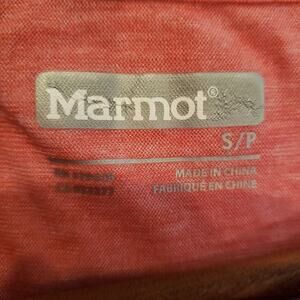 Marmot®
S/P
MADE IN CHINA
FABRIQUÉ EN CHINE